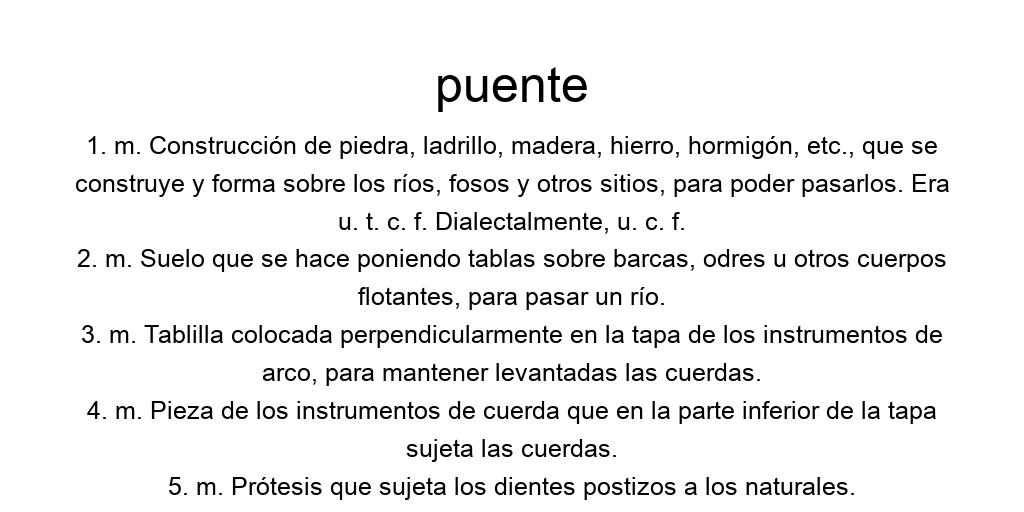 puente
1. m. Construcción de piedra, ladrillo, madera, hierro, hormigón, etc., que se
construye y forma sobre los ríos, fosos y otros sitios, para poder pasarlos. Era
u. t. c. f. Dialectalmente, u. c. f.
2. m. Suelo que se hace poniendo tablas sobre barcas, odres u otros cuerpos
flotantes, para pasar un río.
3. m. Tablilla colocada perpendicularmente en la tapa de los instrumentos de
arco, para mantener levantadas las cuerdas.
4. m. Pieza de los instrumentos de cuerda que en la parte inferior de la tapa
sujeta las cuerdas.
5. m. Prótesis que sujeta los dientes postizos a los naturales.